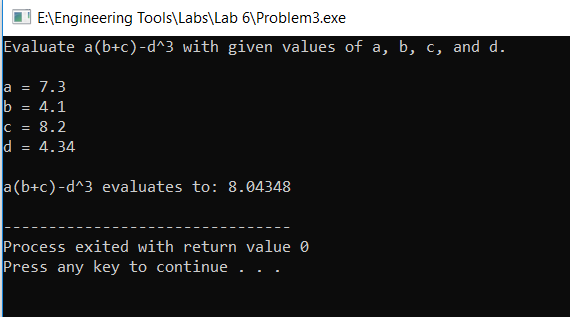 E:\Engineering Tools\Labs\Lab 6\Problem3.exe
Evaluate a(b+c)-d^3 with given values of a, b, c, and d.
a = 7.3
b = 4.1
c = 8.2
d = 4.34
a(b+c)-d^3 evaluates to: 8.04348
--------------------------------
Process exited with return value 0
Press any key to continue . . .